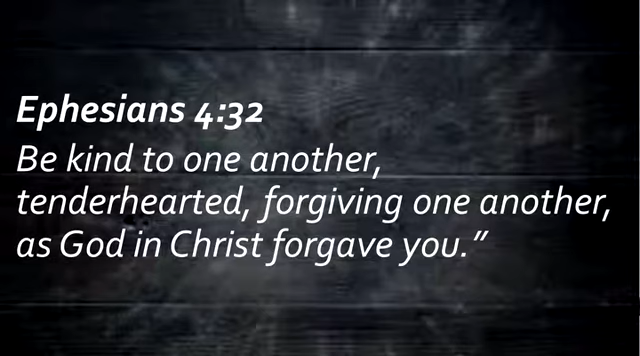 Ephesians 4:32
Be kind to one another,
tenderhearted, forgiving one another,
as God in Christ forgave you.”